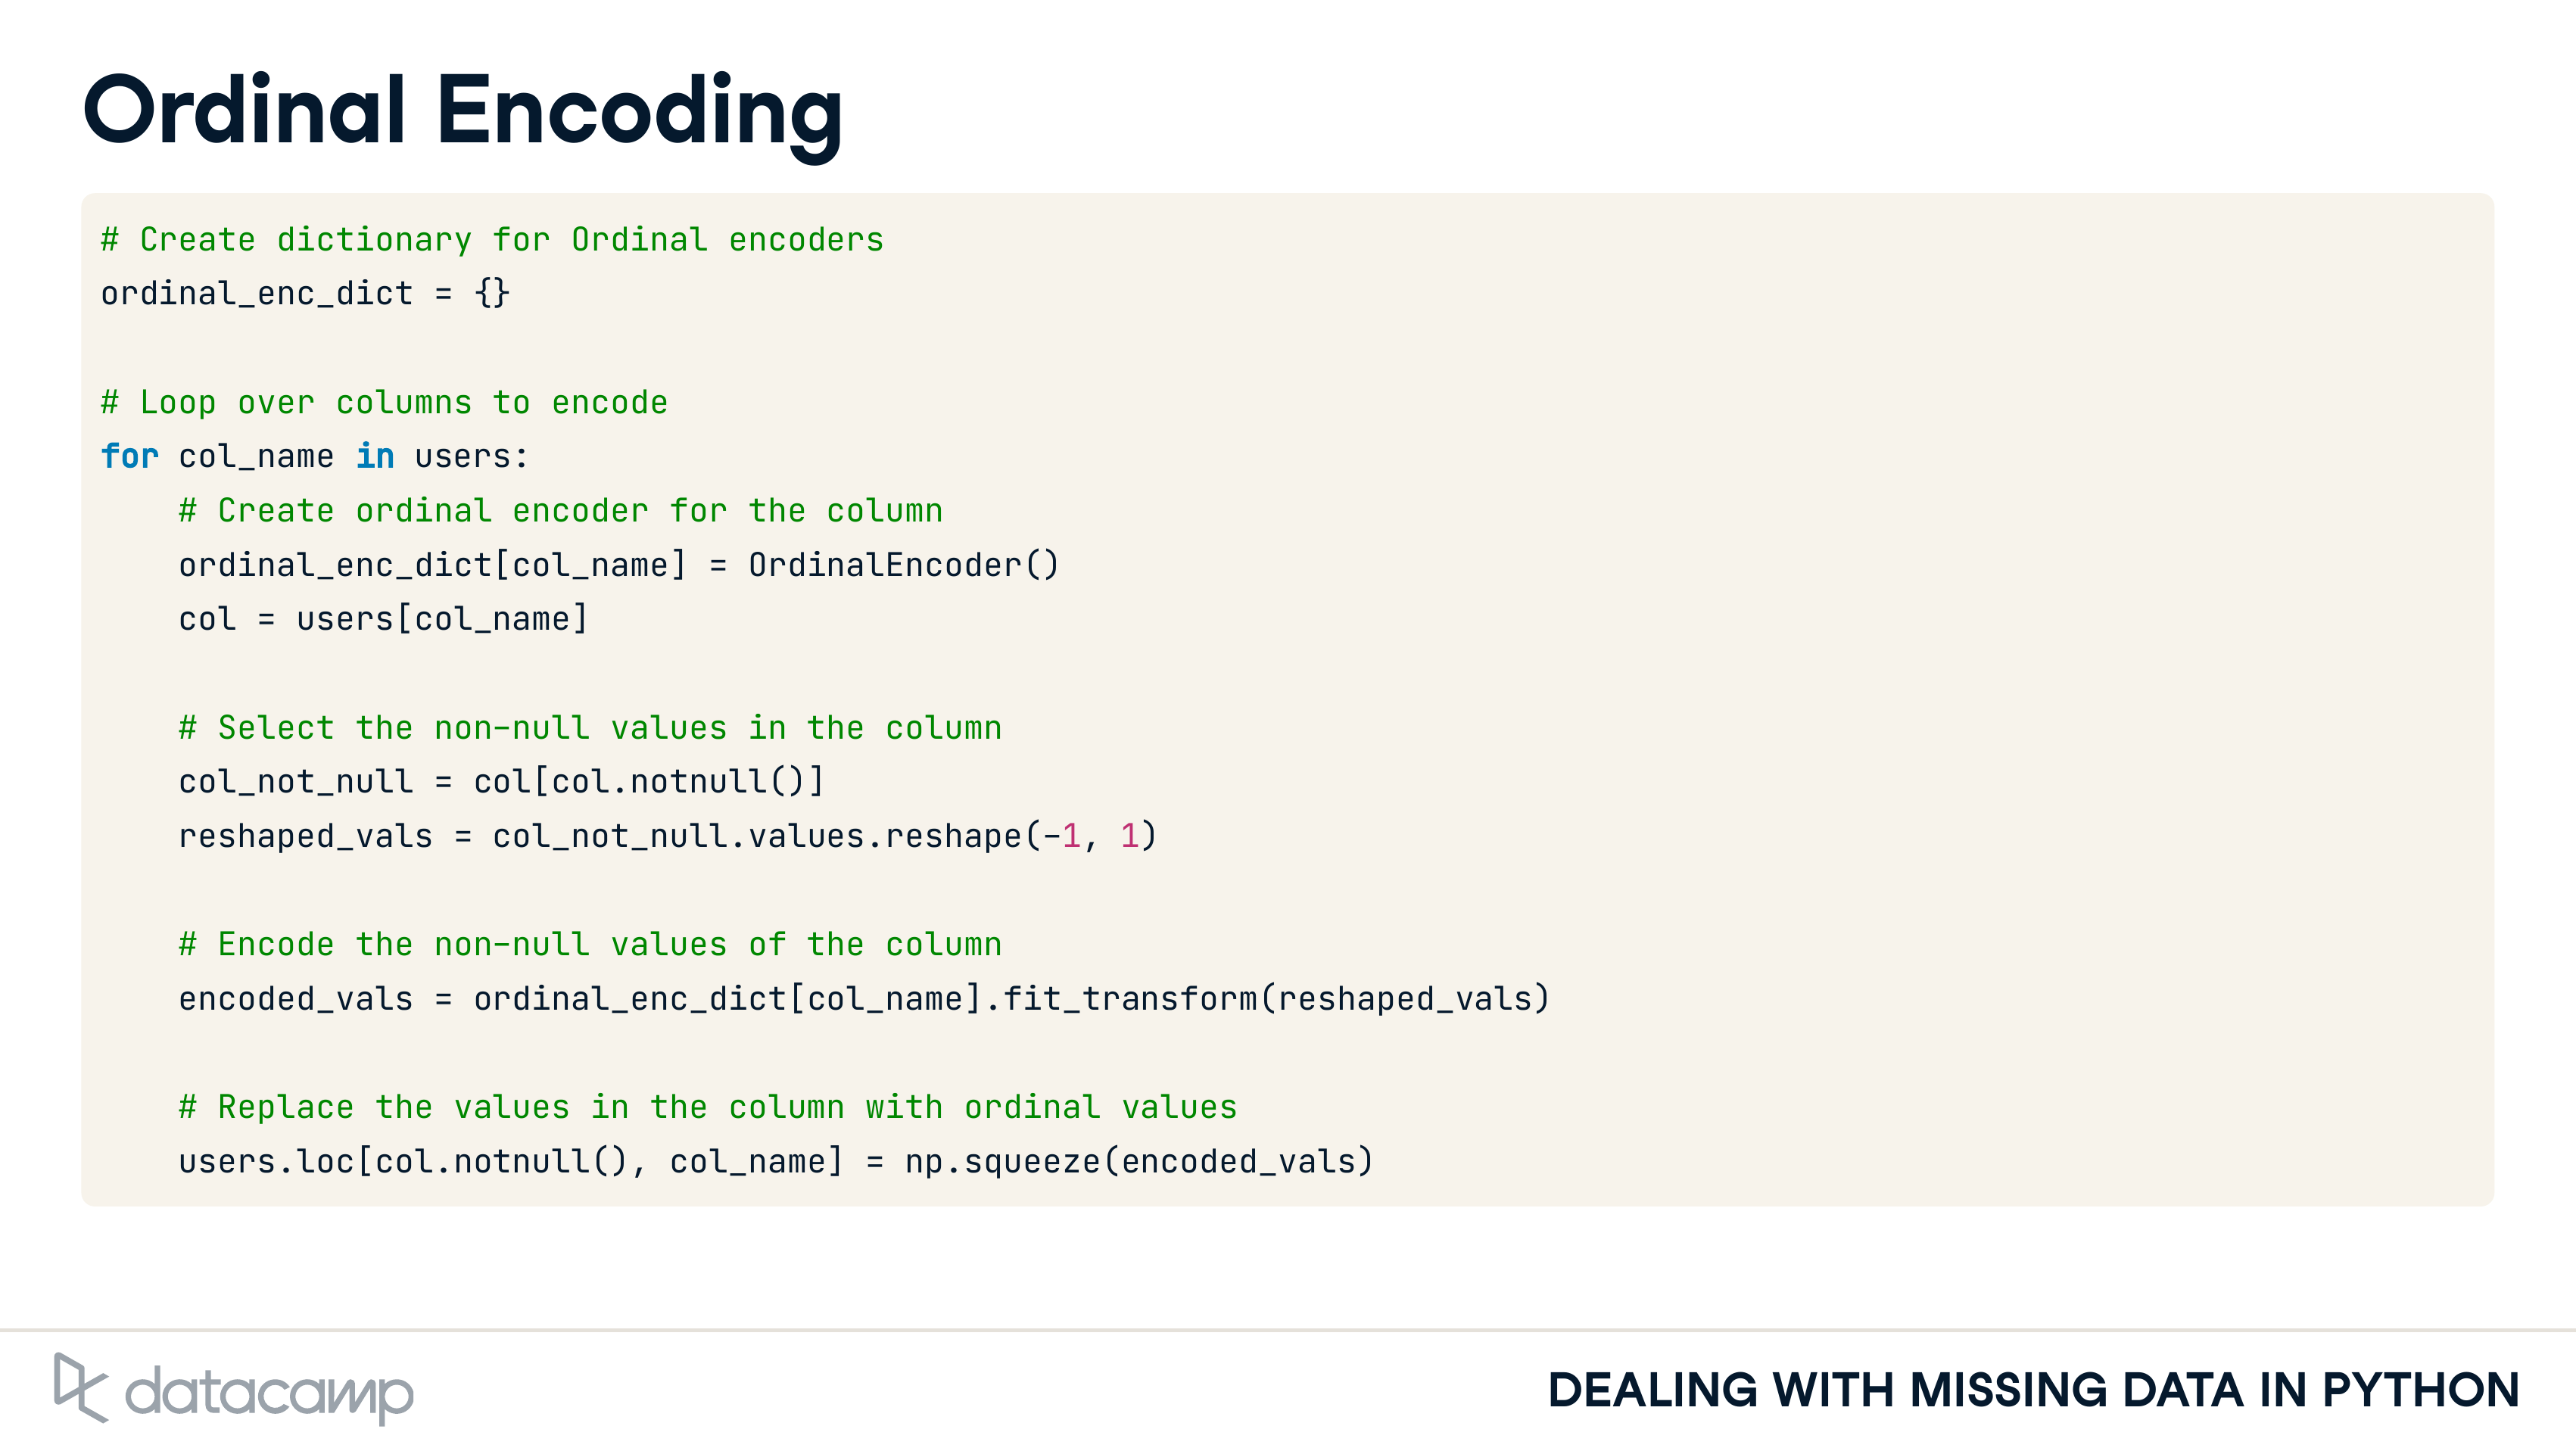 Ordinal Encoding
# Create dictionary for Ordinal encoders
ordinal_enc_dict = {}
# Loop over columns to encode
for col_name in users:
    # Create ordinal encoder for the column
    ordinal_enc_dict[col_name] = OrdinalEncoder()
    col = users[col_name]
    # Select the non-null values in the column
    col_not_null = col[col.notnull()]
    reshaped_vals = col_not_null.values.reshape(-1, 1)
    # Encode the non-null values of the column
    encoded_vals = ordinal_enc_dict[col_name].fit_transform(reshaped_vals)
    # Replace the values in the column with ordinal values
    users.loc[col.notnull(), col_name] = np.squeeze(encoded_vals)
datacamp
DEALING WITH MISSING DATA IN PYTHON